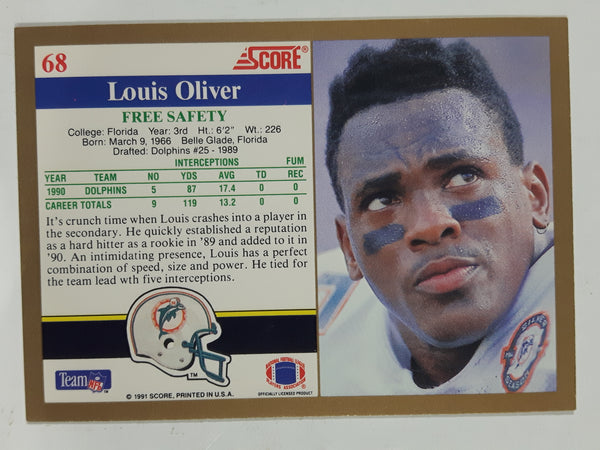 68 SCORE®
Louis Oliver
FREE SAFETY
College: Florida Year: 3rd Ht.: 6'2" Wt.: 226
Born: March 9, 1966 Belle Glade, Florida
Drafted: Dolphins #25 - 1989
INTERCEPTIONS FUM
YEAR TEAM NO YDS AVG TD REC
1990 DOLPHINS 5 87 17.4 0 0
CAREER TOTALS 9 119 13.2 0 0
It's crunch time when Louis crashes into a player in
the secondary. He quickly established a reputation
as a hard hitter as a rookie in '89 and added to it in
'90. An intimidating presence, Louis has a perfect
combination of speed, size and power. He tied for
the team lead wth five interceptions.
TM
Team NFL
© 1991 SCORE, PRINTED IN U.S.A.
OFFICIALLY LICENSED PRODUCT